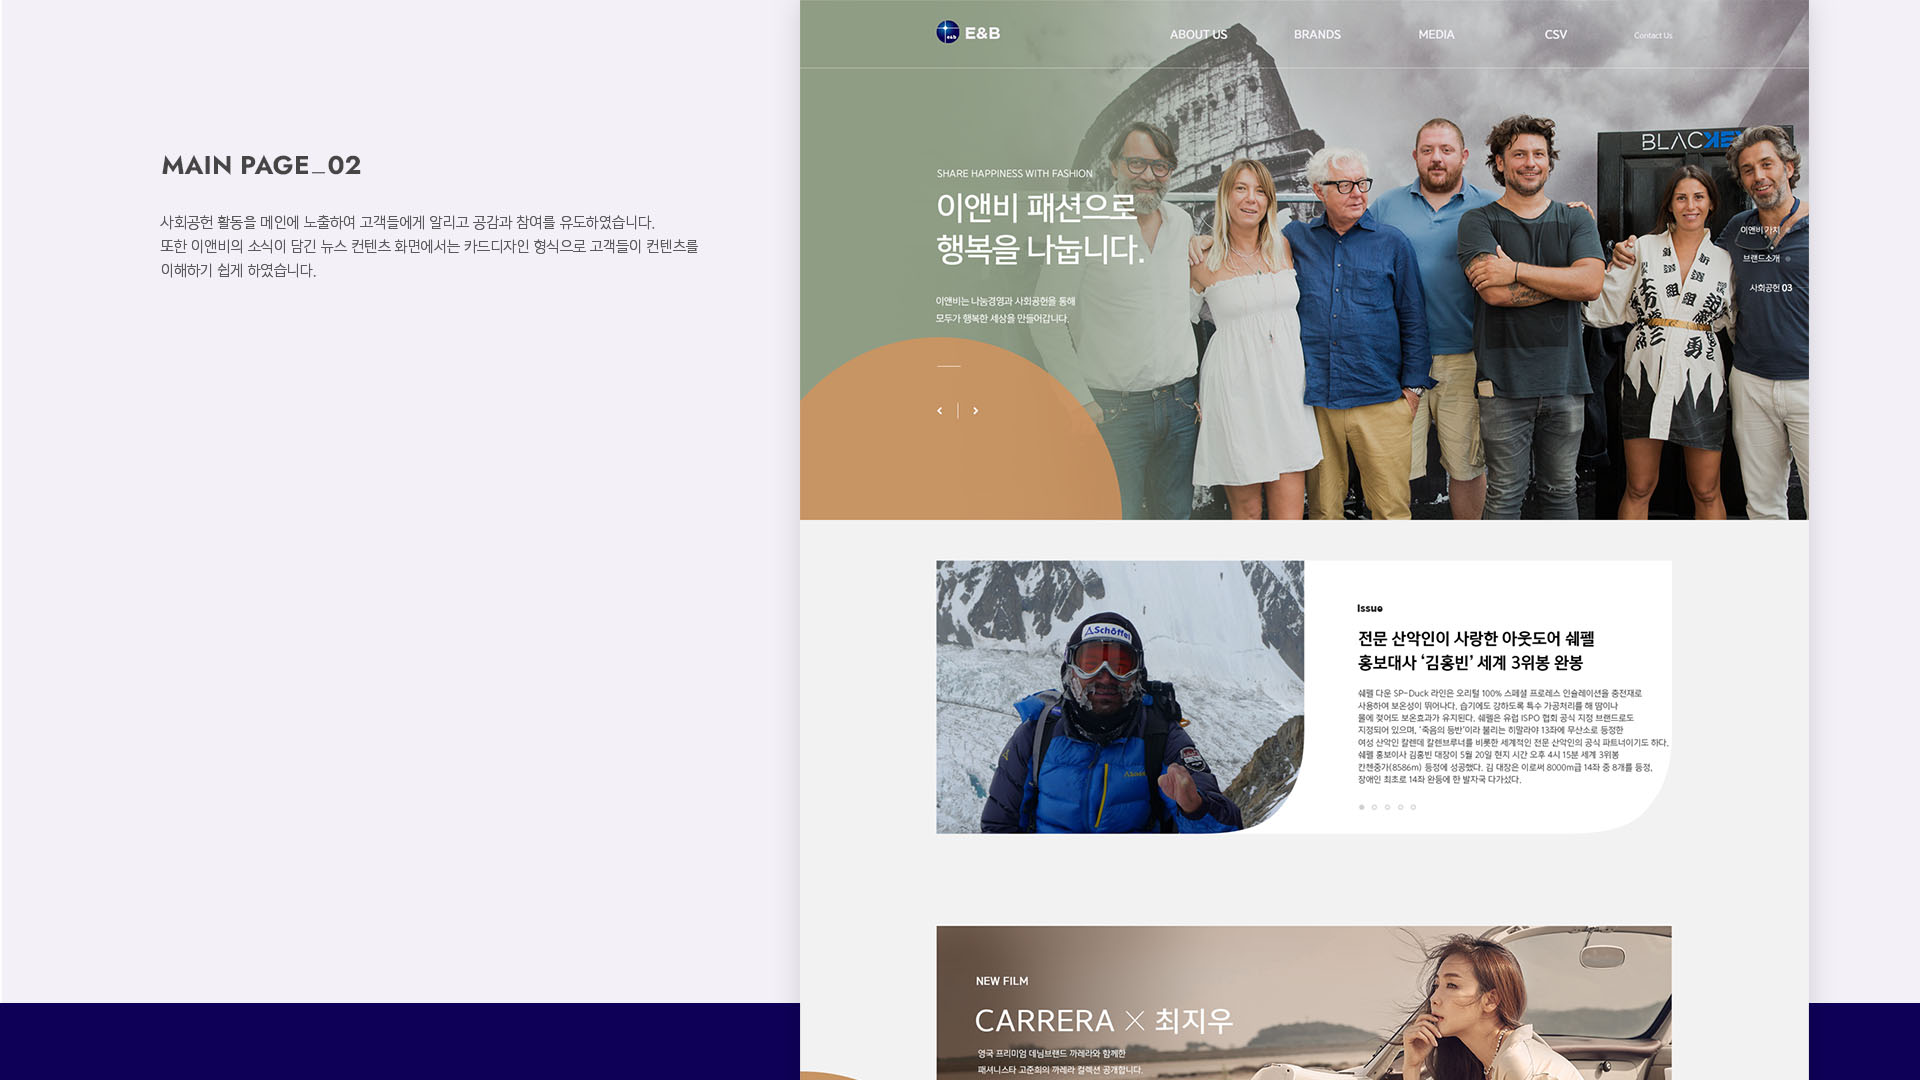 MAIN PAGE_02
사회공헌 활동을 메인에 노출하여 고객들에게 알리고 공감과 참여를 유도하였습니다.
또한 이앤비의 소식이 담긴 뉴스 컨텐츠 화면에서는 카드디자인 형식으로 고객들이 컨텐츠를
이해하기 쉽게 하였습니다.
e&b E&B
ABOUT US
BRANDS
MEDIA
CSV
Contact Us
BLACKEY
SHARE HAPPINESS WITH FASHION
이앤비 패션으로
행복을 나눕니다.
이앤비는 나눔경영과 사회공헌을 통해
모두가 행복한 세상을 만들어갑니다.
이앤비 가치
브랜드소개
사회공헌 03
Schöffel
Issue
전문 산악인이 사랑한 아웃도어 쉐펠
홍보대사 ‘김홍빈’ 세계 3위봉 완봉
쉐펠 다운 SP-Duck 라인은 오리털 100% 스페셜 프로레스 인슐레이션을 충전재로
사용하여 보온성이 뛰어나다. 습기에도 강하도록 특수 가공처리를 해 땀이나
물에 젖어도 보온효과가 유지된다. 쉐펠은 유럽 ISPO 협회 공식 지정 브랜드로도
지정되어 있으며, ‘죽음의 등반’이라 불리는 히말라야 13좌에 무산소로 등정한
여성 산악인 칼렌데 칼렌브루너를 비롯한 세계적인 전문 산악인의 공식 파트너이기도 하다.
쉐펠 홍보이사 김홍빈 대장이 5월 20일 현지 시간 오후 4시 15분 세계 3위봉
칸첸중가(8586m) 등정에 성공했다. 김 대장은 이로써 8000m급 14좌 중 8개를 등정,
장애인 최초로 14좌 완등에 한 발자국 다가섰다.
NEW FILM
CARRERA × 최지우
영국 프리미엄 데님브랜드 까레라와 함께한
패셔니스타 고준희의 까레라 컬렉션 공개합니다.